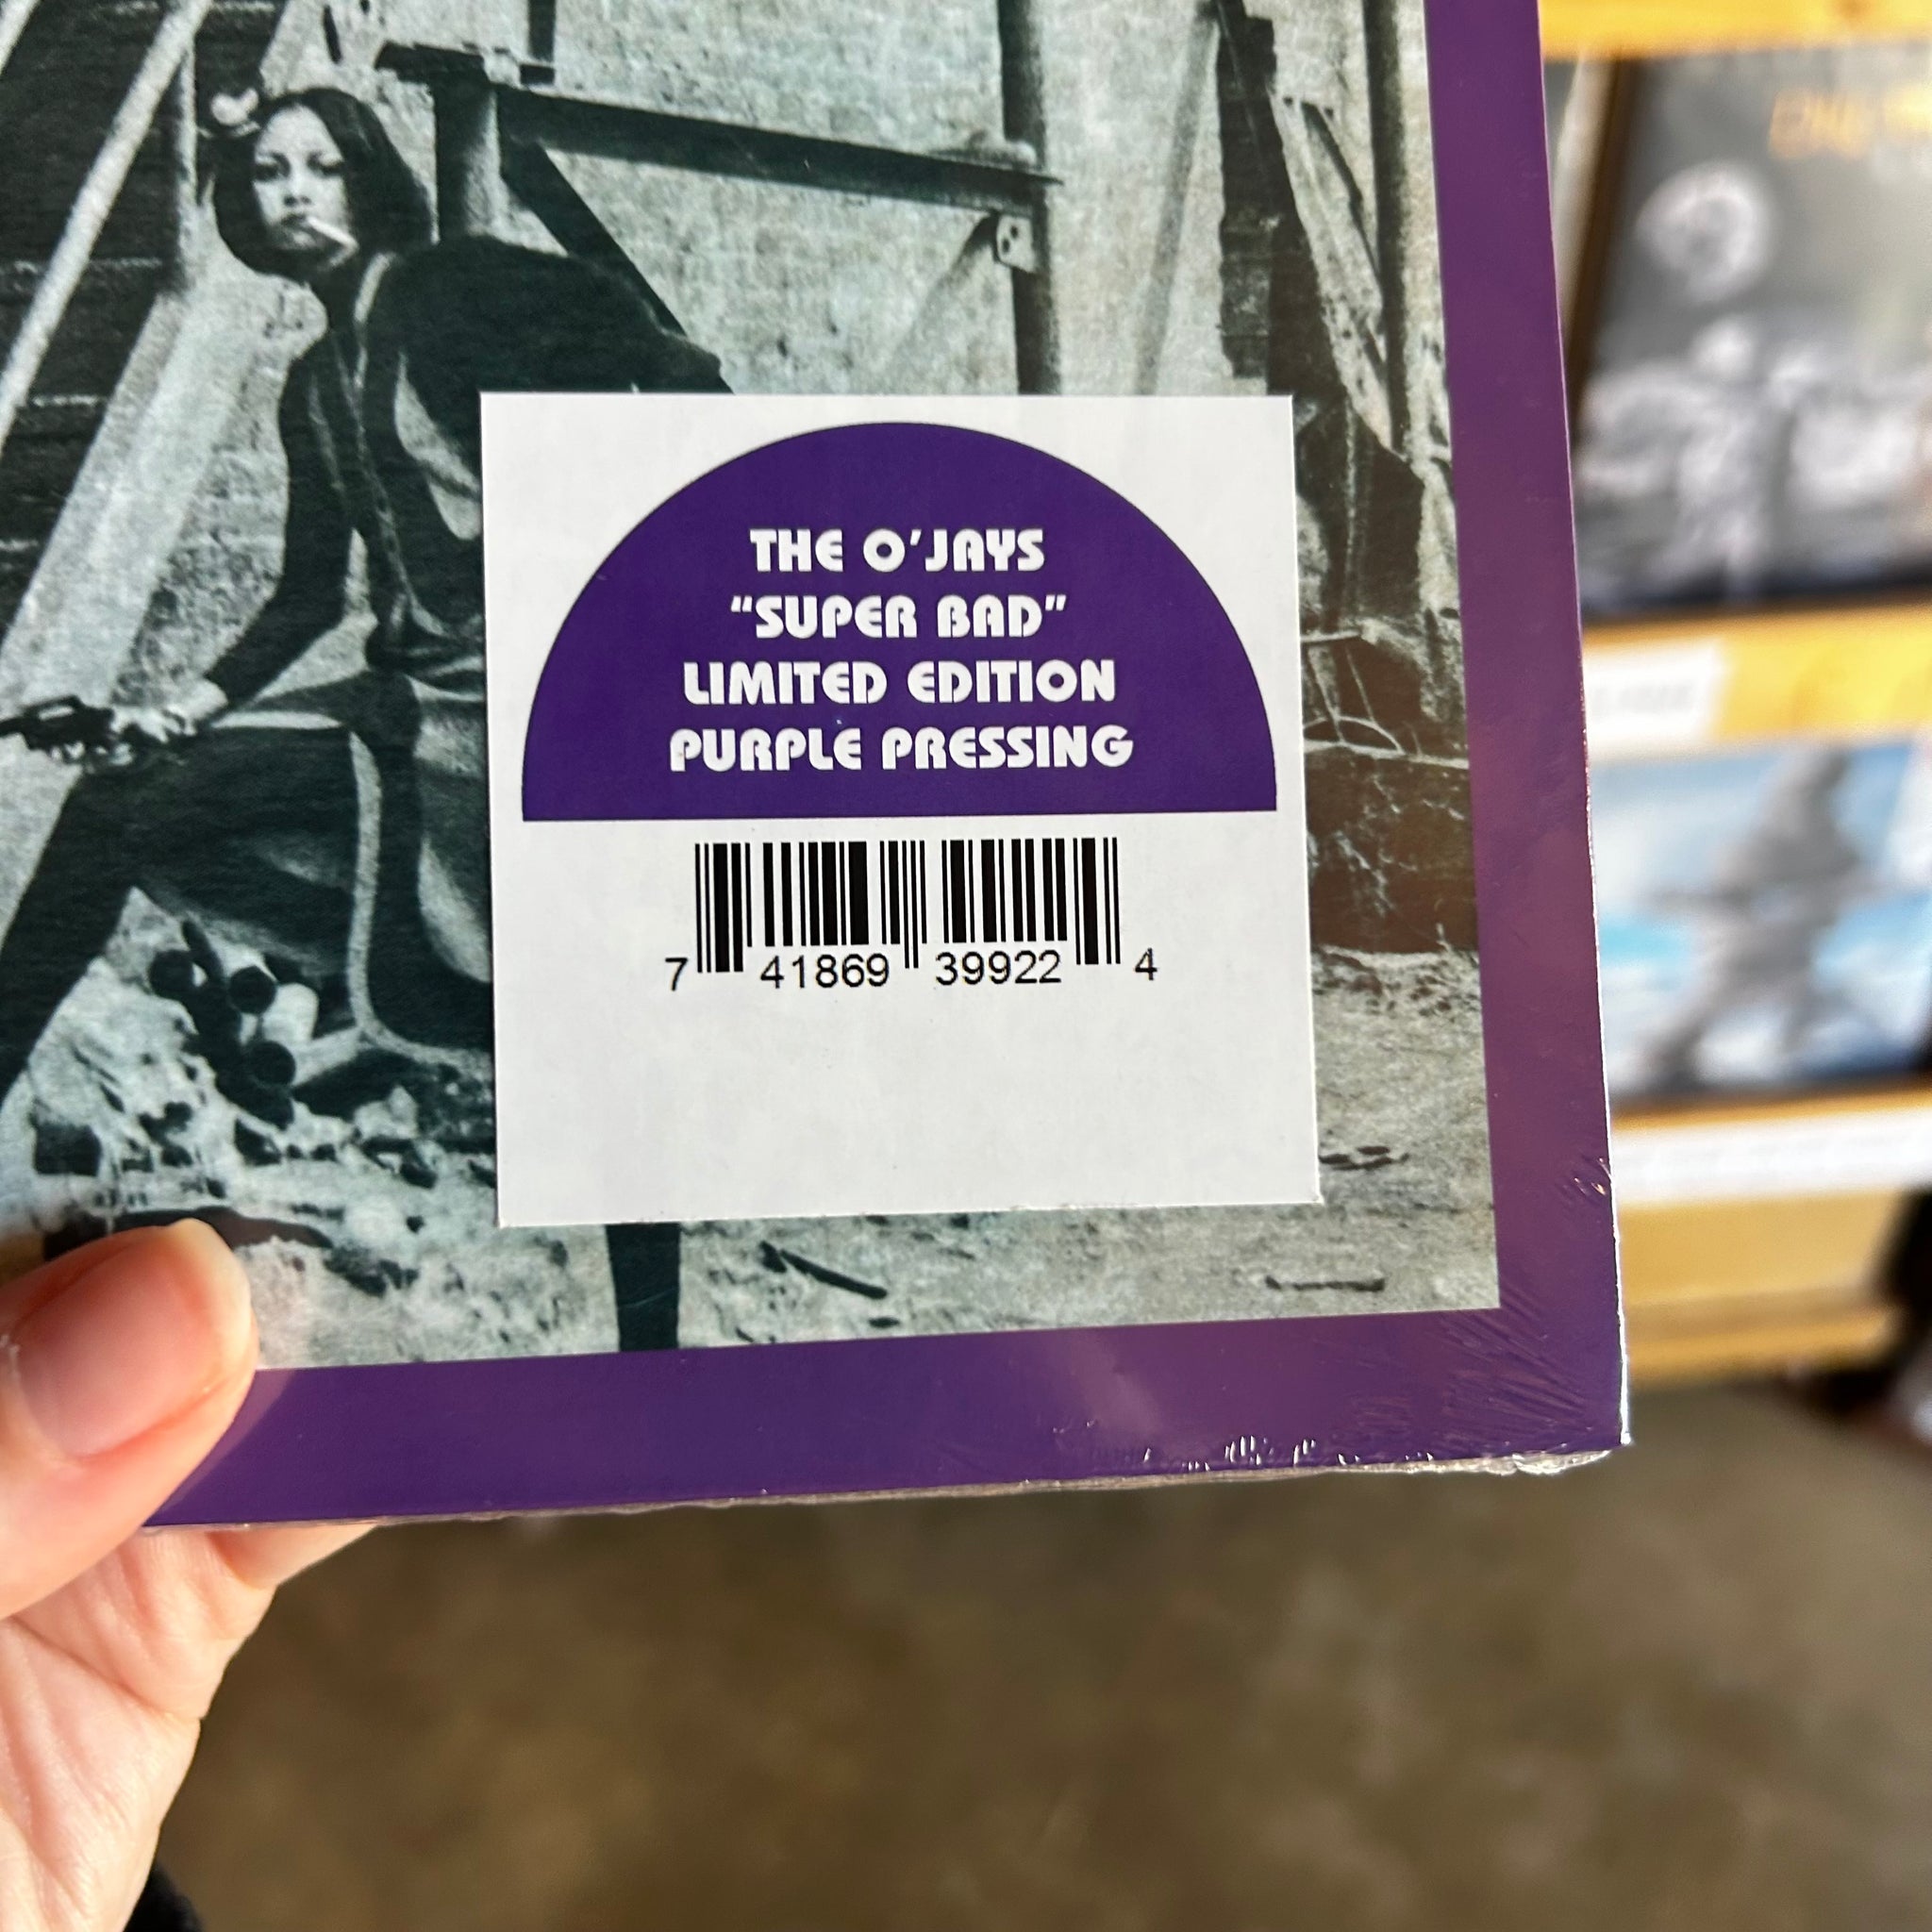 THE O'JAYS
“SUPER BAD”
LIMITED EDITION
PURPLE PRESSING
7 41869 39922 4